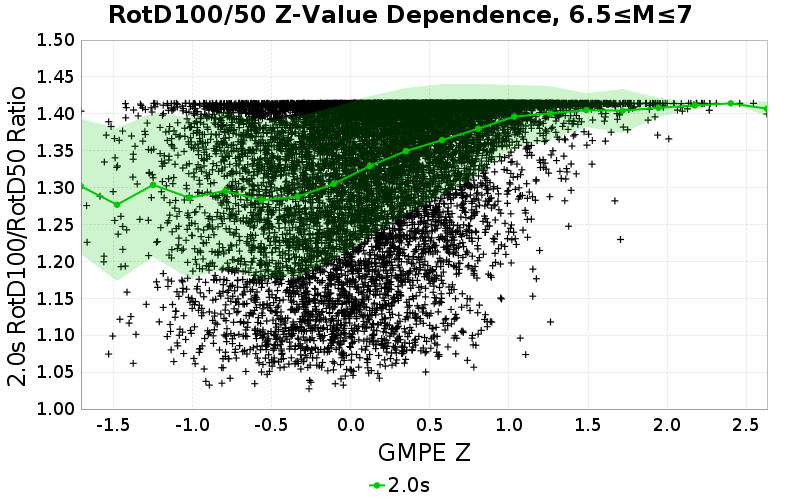 RotD100/50 Z-Value Dependence, 6.5≤M≤7
2.0s RotD100/RotD50 Ratio
1.50
1.45
1.40
1.35
1.30
1.25
1.20
1.15
1.10
1.05
1.00
-1.5 -1.0 -0.5 0.0 0.5 1.0 1.5 2.0 2.5
GMPE Z
2.0s